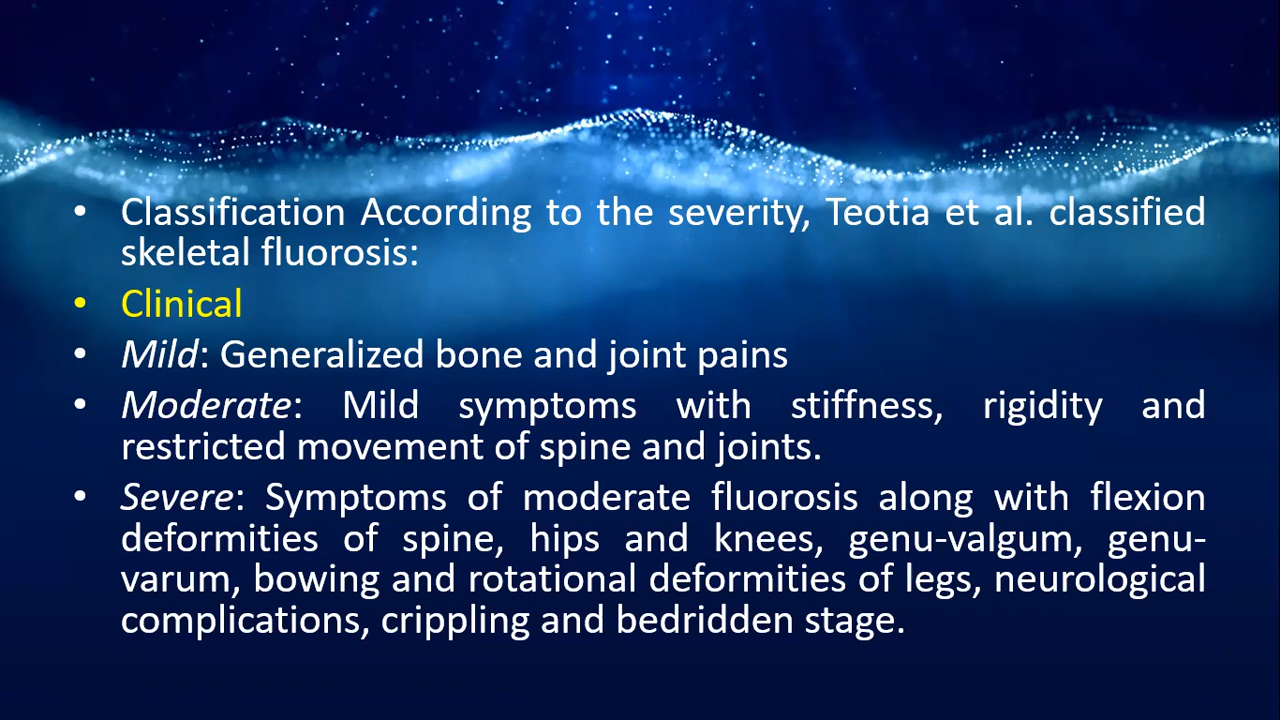 • Classification According to the severity, Teotia et al. classified
skeletal fluorosis:
• Clinical
• Mild: Generalized bone and joint pains
• Moderate: Mild symptoms with stiffness, rigidity and
restricted movement of spine and joints.
• Severe: Symptoms of moderate fluorosis along with flexion
deformities of spine, hips and knees, genu-valgum, genu-
varum, bowing and rotational deformities of legs, neurological
complications, crippling and bedridden stage.